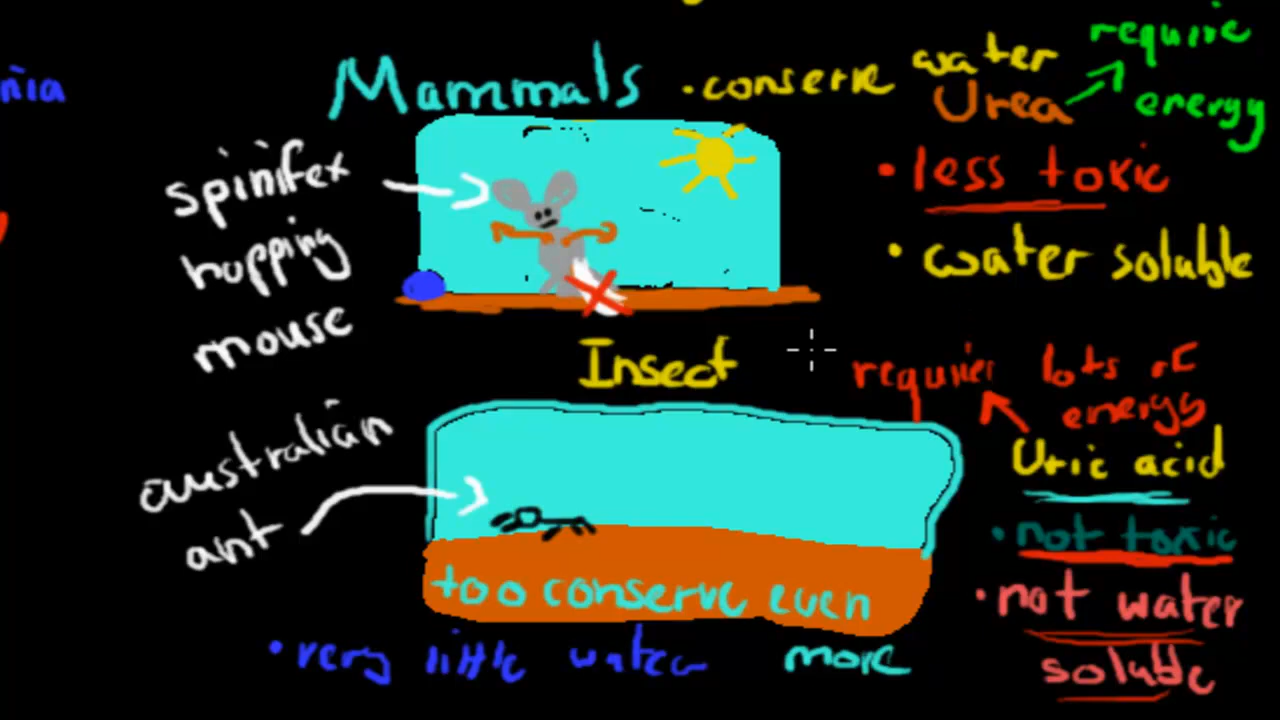 Mammals
• conserve water
Urea
require
energy
• less toxic
• water soluble
spinifex
hopping
mouse
Insect
australian
ant
requires lots of
energy
Uric acid
• not toxic
• not water
soluble
too conserve even
more
• very little water